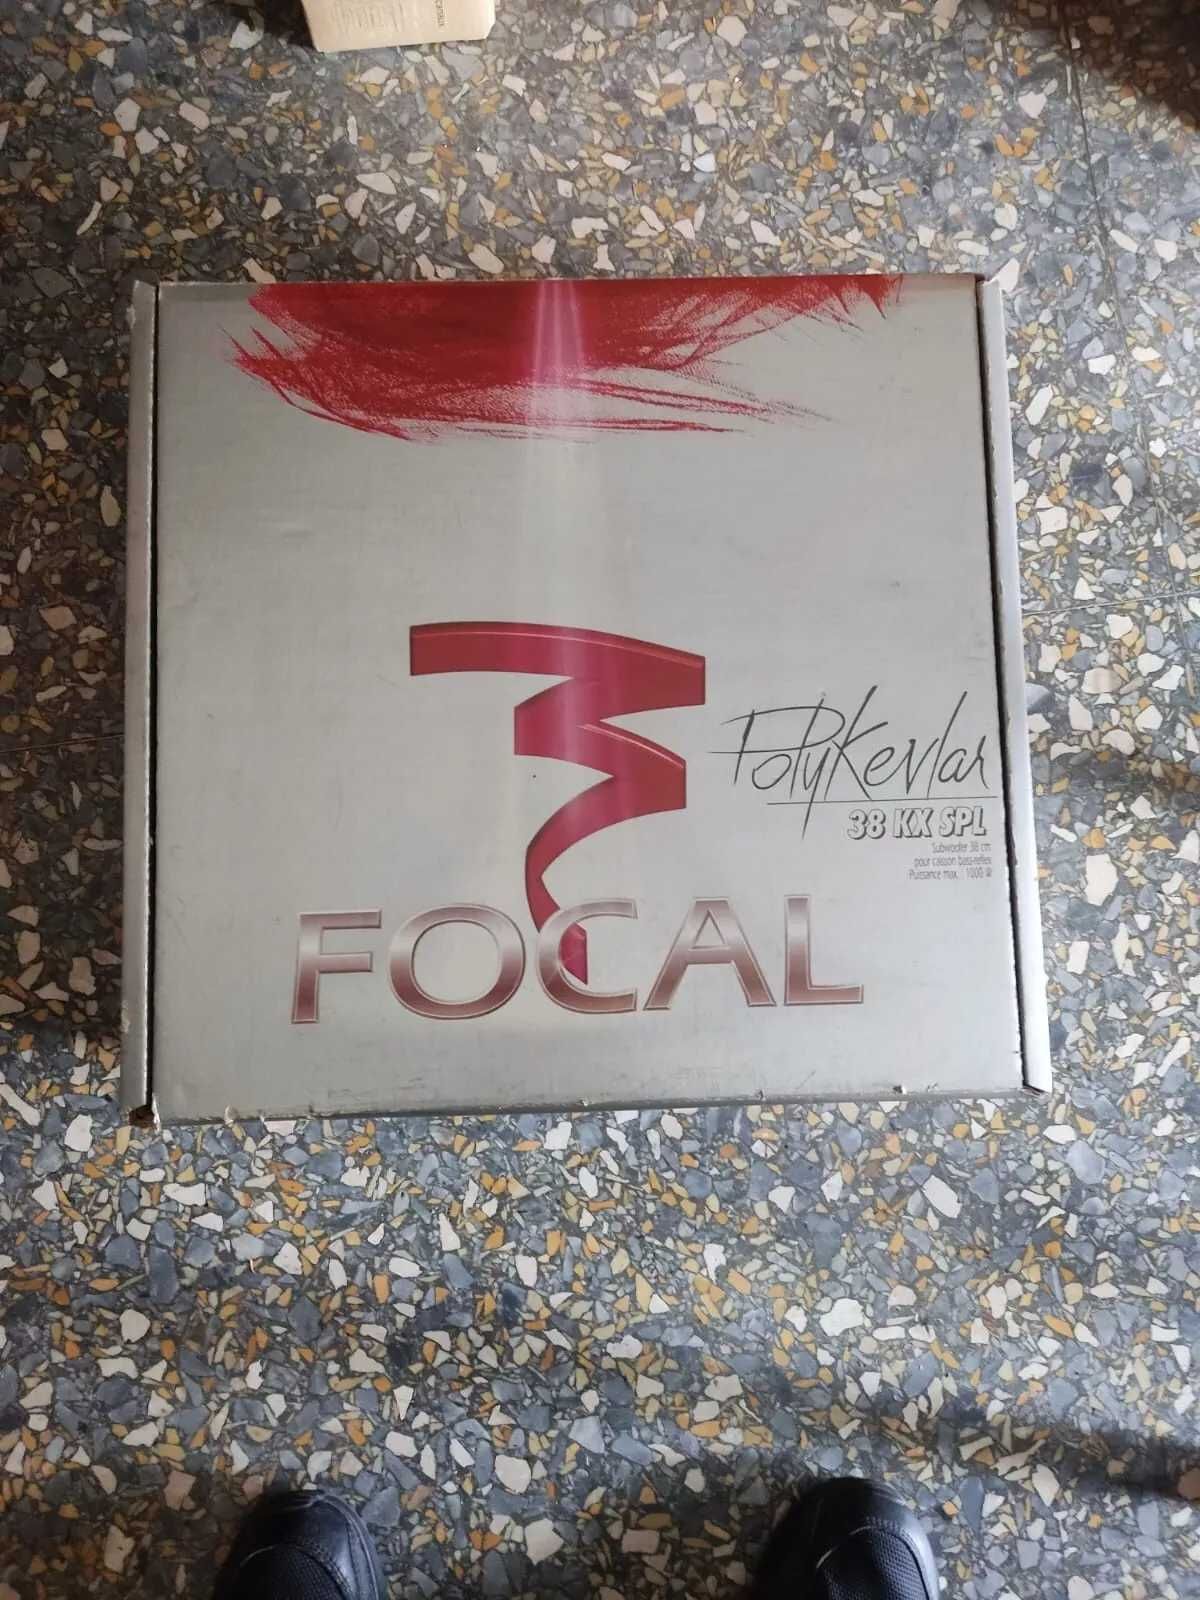 PolyKevlar
38 KX SPL
Subwoofer 38 cm
pour caisson bass-reflex
Puissance max. : 1000 W
FOCAL